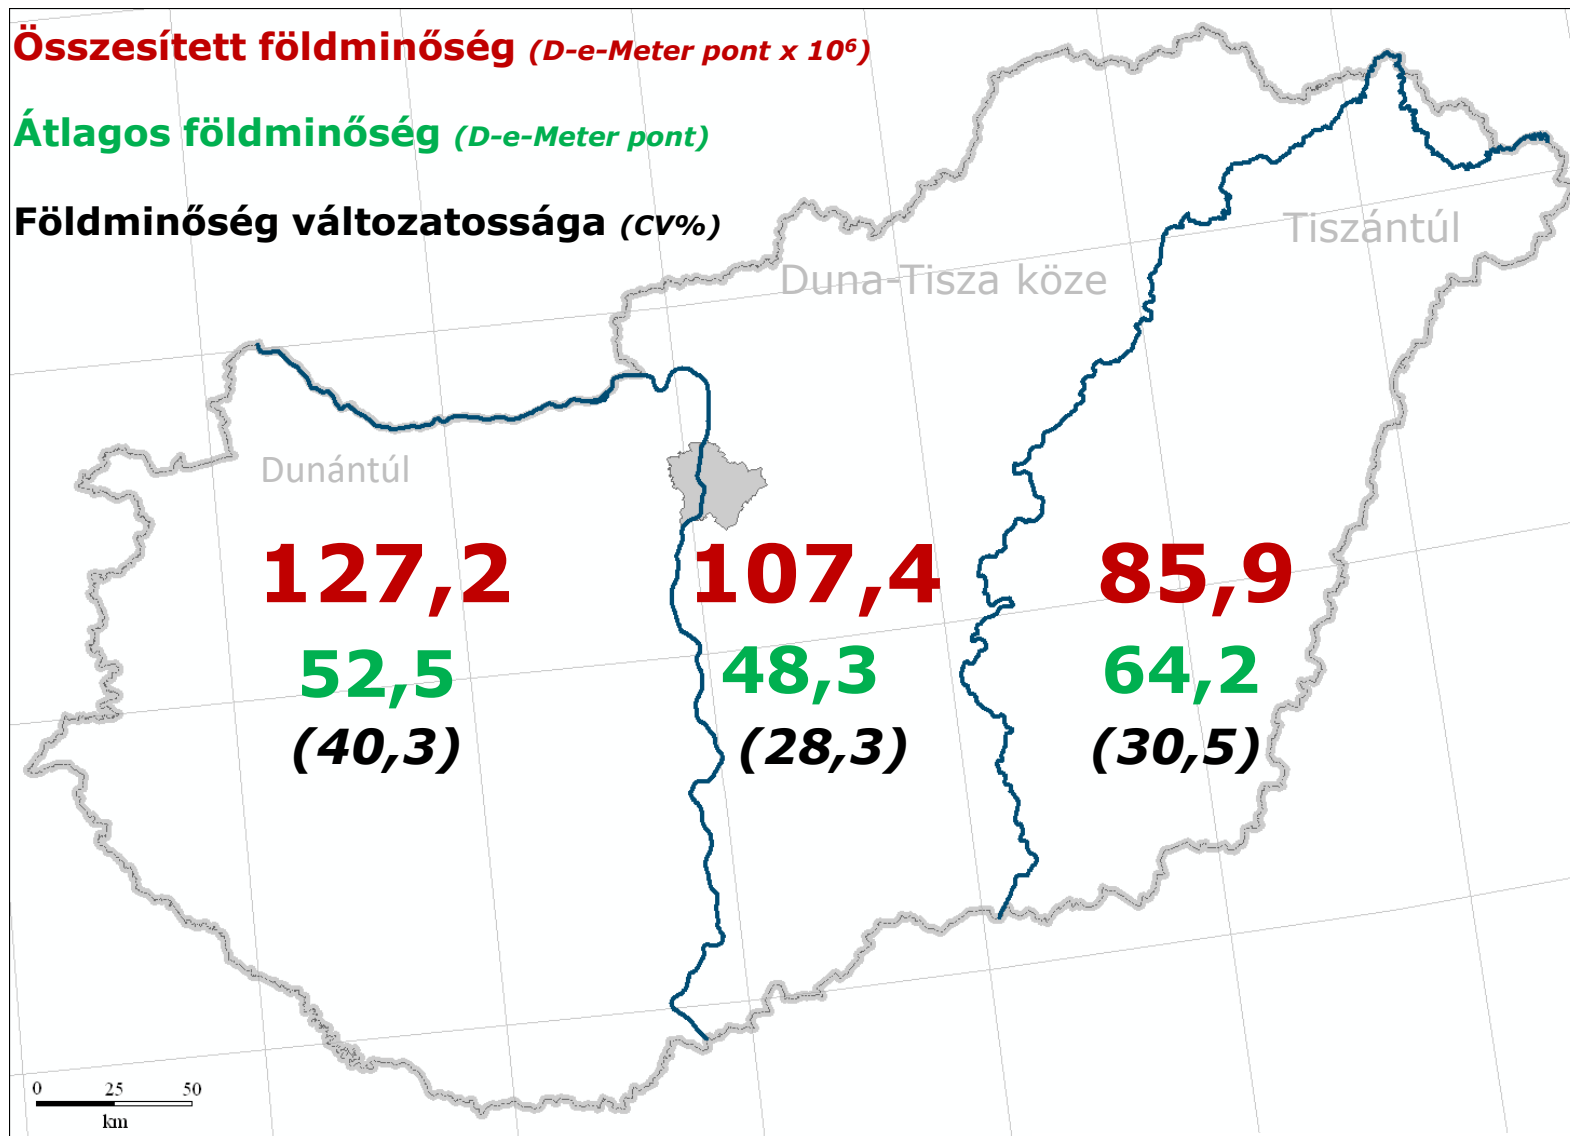 Összesített földminőség (D-e-Meter pont x 10⁶)
Átlagos földminőség (D-e-Meter pont)
Földminőség változatossága (CV%)
Tiszántúl
Duna-Tisza köze
Dunántúl
127,2 107,4 85,9
52,5 48,3 64,2
(40,3) (28,3) (30,5)
0 25 50
km